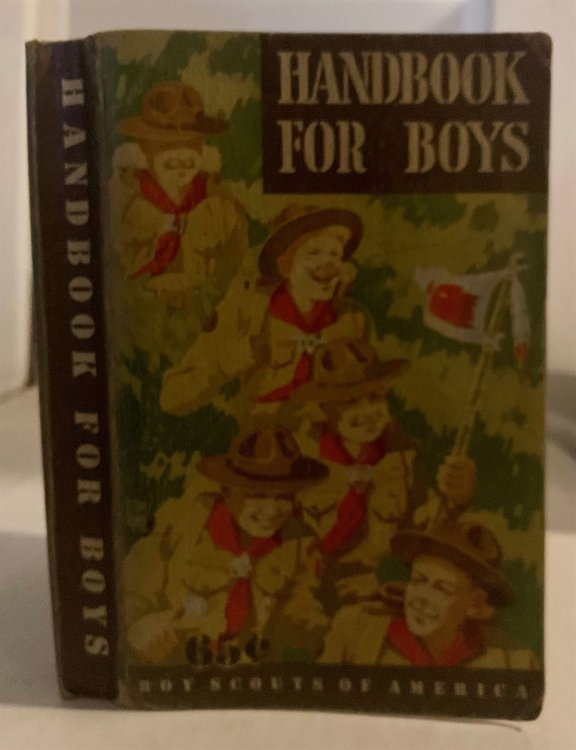 HANDBOOK FOR BOYS
HANDBOOK
FOR BOYS
65¢
BOY SCOUTS OF AMERICA